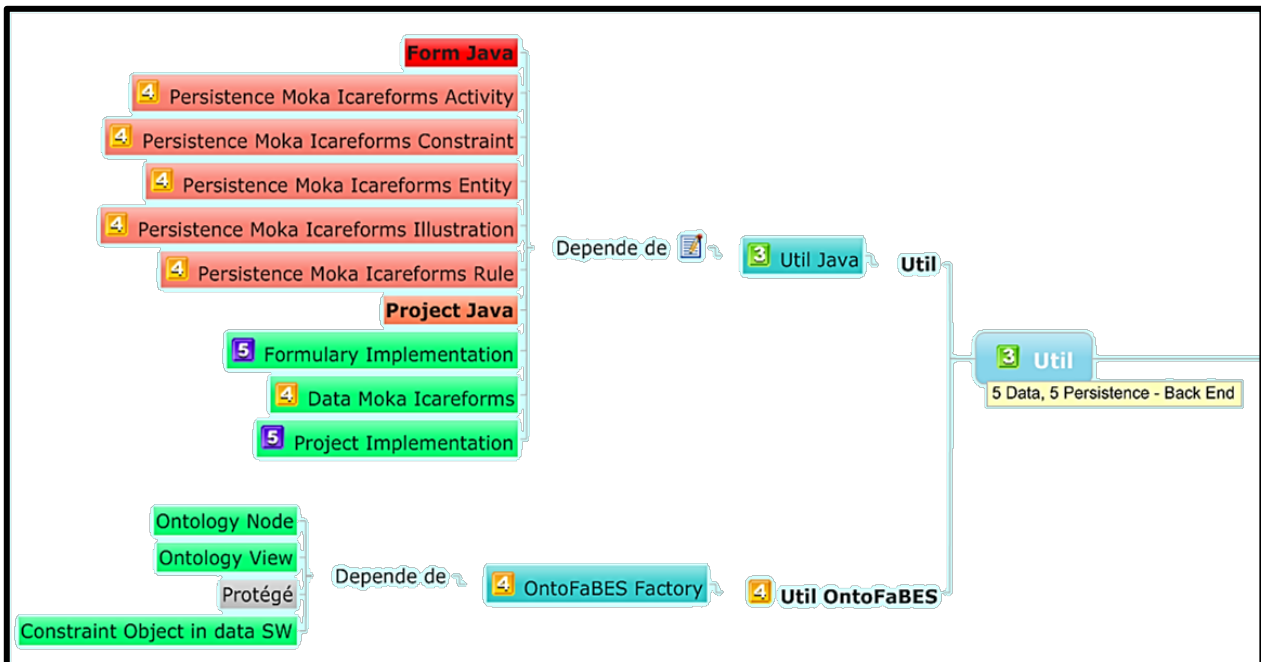 Form Java
4 Persistence Moka Icareforms Activity
4 Persistence Moka Icareforms Constraint
4 Persistence Moka Icareforms Entity
4 Persistence Moka Icareforms Illustration
4 Persistence Moka Icareforms Rule
Project Java
5 Formulary Implementation
4 Data Moka Icareforms
5 Project Implementation
Depende de
3 Util Java
Util
3 Util
5 Data, 5 Persistence - Back End
Ontology Node
Ontology View
Protégé
Constraint Object in data SW
Depende de
4 OntoFaBES Factory
4 Util OntoFaBES